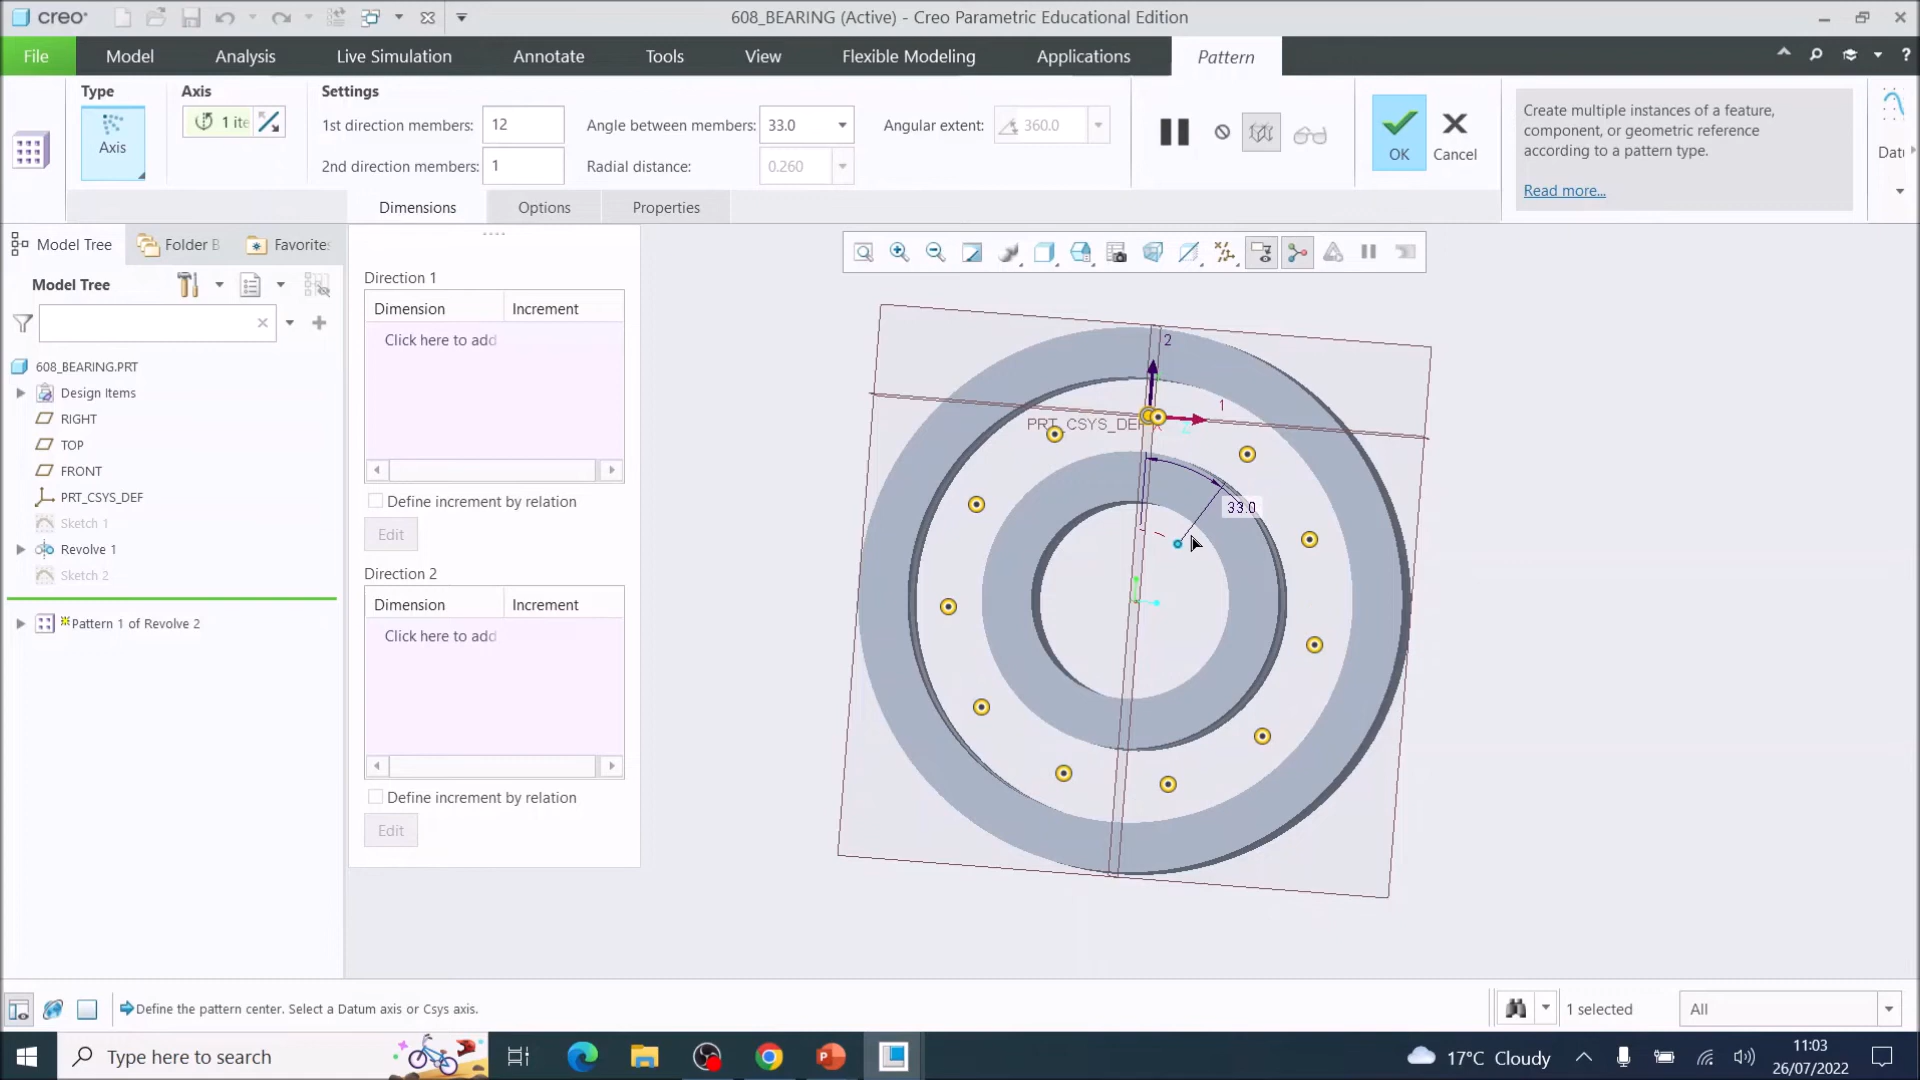 creo
608_BEARING (Active) - Creo Parametric Educational Edition
File
Model
Analysis
Live Simulation
Annotate
Tools
View
Flexible Modeling
Applications
Pattern
Type
Axis
Settings
Axis
1 ite
1st direction members:
12
Angle between members:
33.0
Angular extent:
360.0
2nd direction members:
1
Radial distance:
0.260
OK
Cancel
Create multiple instances of a feature,
component, or geometric reference
according to a pattern type.
Read more...
Dati
Dimensions
Options
Properties
Model Tree
Folder B
Favorites
Model Tree
608_BEARING.PRT
Design Items
RIGHT
TOP
FRONT
PRT_CSYS_DEF
Sketch 1
Revolve 1
Sketch 2
Pattern 1 of Revolve 2
Direction 1
Dimension
Increment
Click here to add
Define increment by relation
Edit
Direction 2
Dimension
Increment
Click here to add
Define increment by relation
Edit
2
1
PRT_CSYS_DEF
33.0
Define the pattern center. Select a Datum axis or Csys axis.
1 selected
All
Type here to search
17°C Cloudy
11:03
26/07/2022